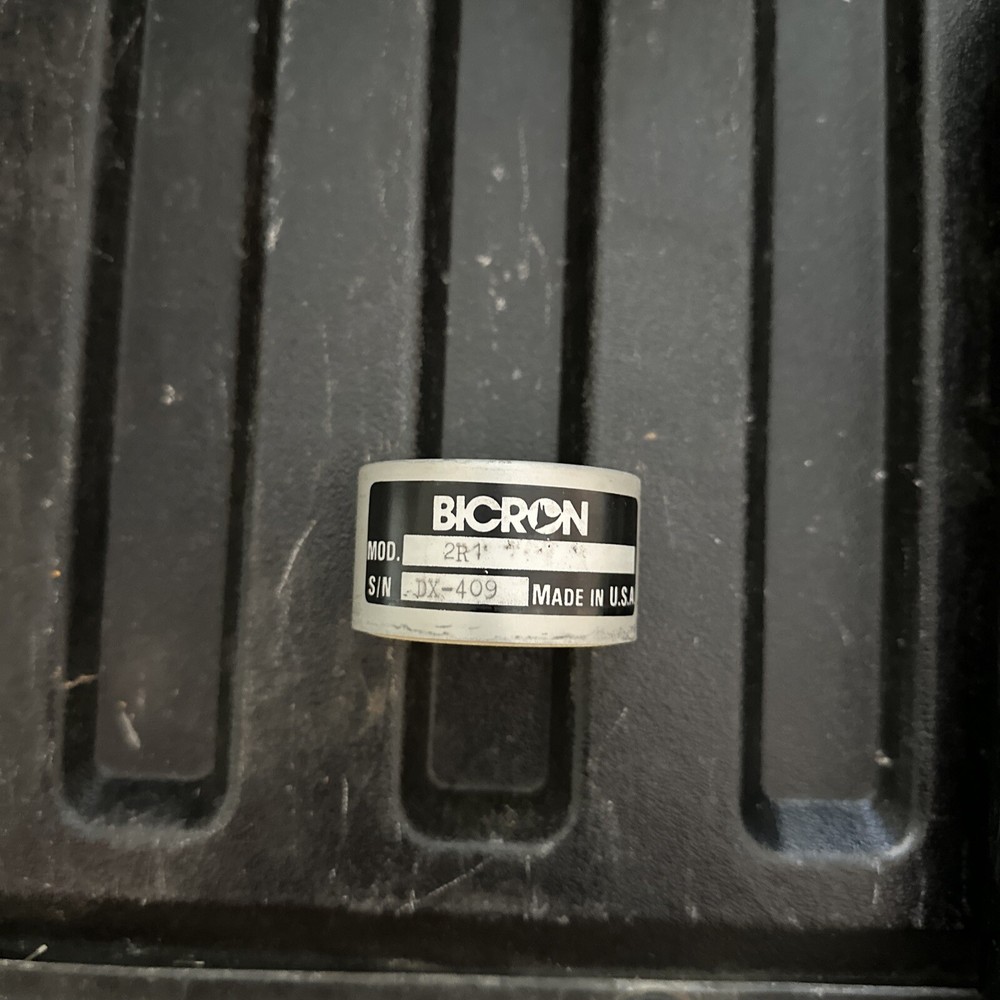 BICRON
MOD. 2R1
S/N DX-409 MADE IN U.S.A